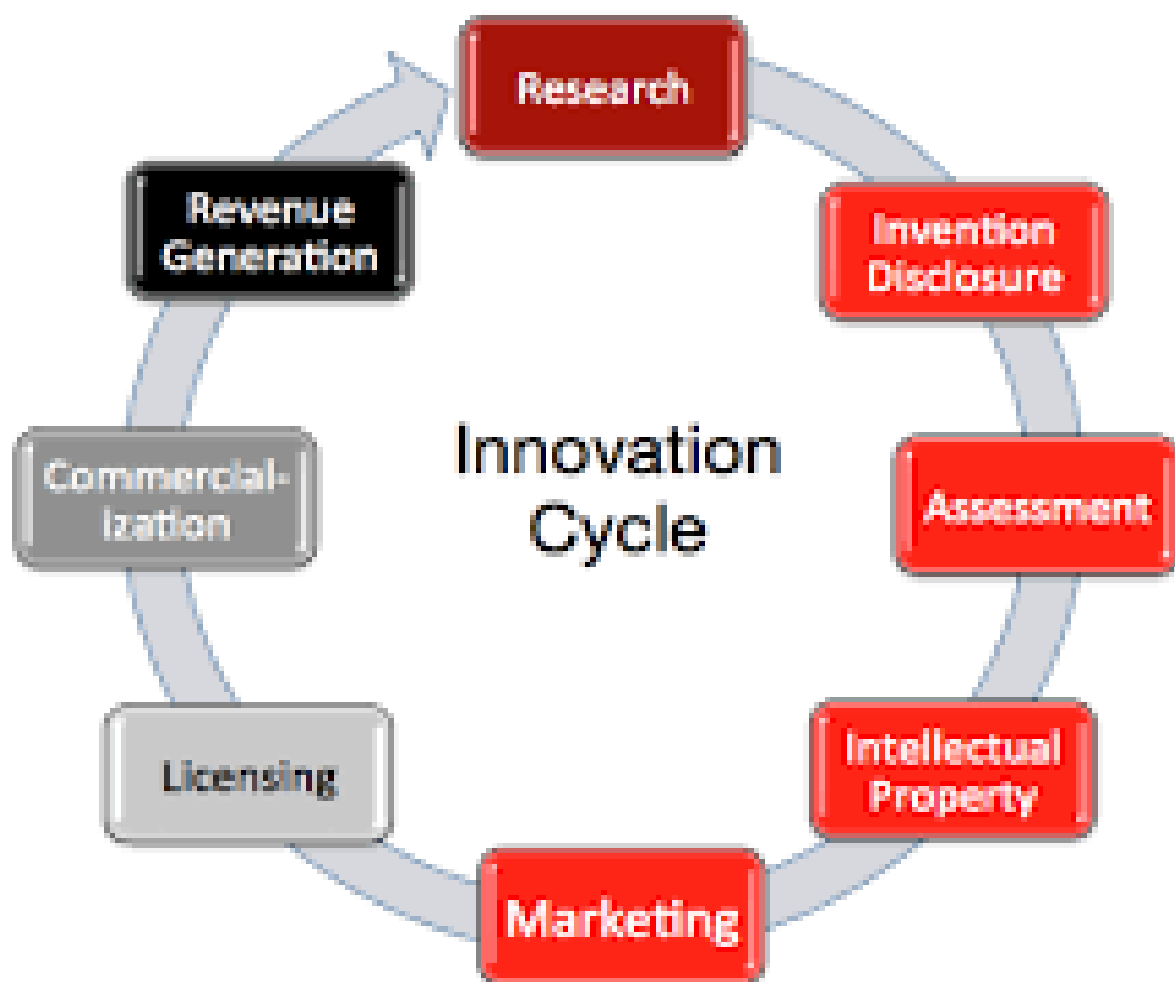 Research
Invention
Disclosure
Assessment
Intellectual
Property
Marketing
Licensing
Commercial-
ization
Revenue
Generation
Innovation
Cycle